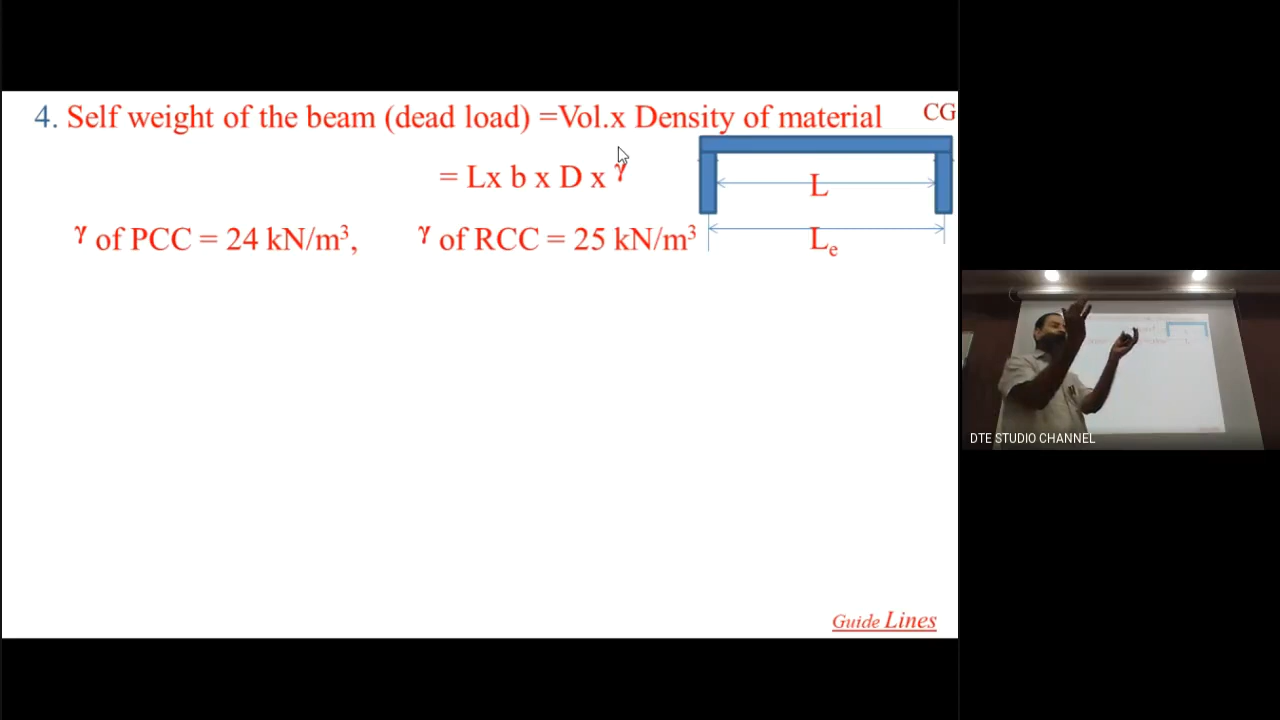 4. Self weight of the beam (dead load) =Vol.x Density of material
CG
= Lx b x D x γ
L
γ of PCC = 24 kN/m³, γ of RCC = 25 kN/m³
Lₑ
DTE STUDIO CHANNEL
Guide Lines